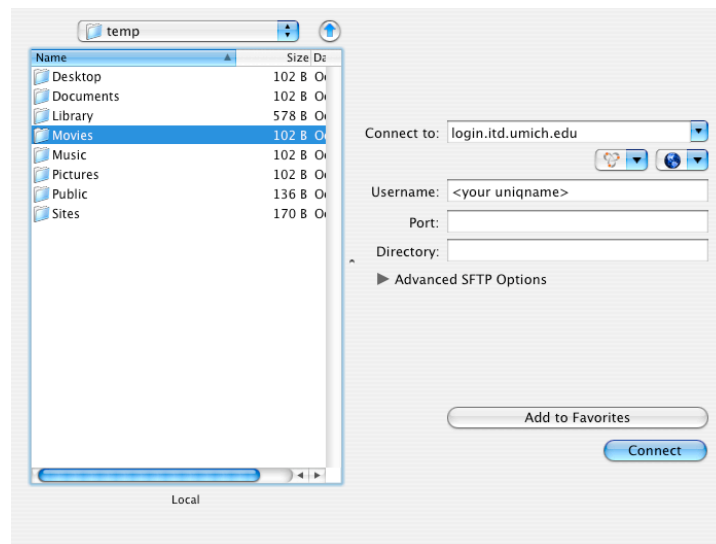 temp
Name Size Da
Desktop 102 B
Documents 102 B
Library 578 B
Movies 102 B
Music 102 B
Pictures 102 B
Public 136 B
Sites 170 B
Local
Connect to: login.itd.umich.edu
Username: <your uniqname>
Port:
Directory:
Advanced SFTP Options
Add to Favorites
Connect